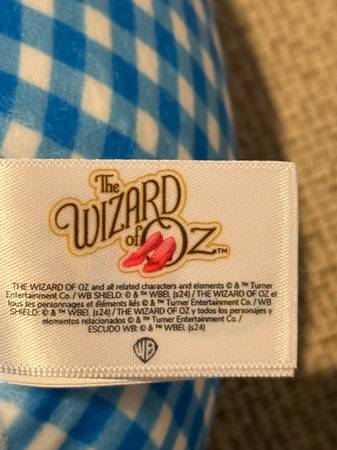 The
WIZARD
of OZ™
THE WIZARD OF OZ and all related characters and elements © & ™ Turner
Entertainment Co. / WB SHIELD: © & ™ WBEI. (s24) / THE WIZARD OF OZ et
tous les personnages et éléments liés © & ™ Turner Entertainment Co. / WB
SHIELD: © & ™ WBEI. (s24) / THE WIZARD OF OZ y todos los personajes y
elementos relacionados © & ™ Turner Entertainment Co. /
ESCUDO WB: © & ™ WBEI. (s24)
WB